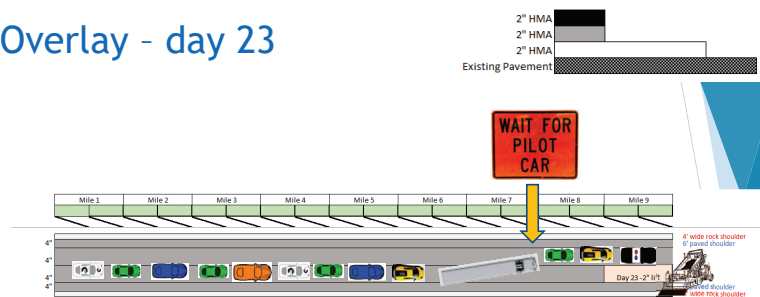 Overlay – day 23
2" HMA
2" HMA
2" HMA
Existing Pavement
WAIT FOR
PILOT
CAR
Mile 1 Mile 2 Mile 3 Mile 4 Mile 5 Mile 6 Mile 7 Mile 8 Mile 9
4' wide rock shoulder
6' paved shoulder
4"
4"
4"
4"
Day 23 -2" lift
paved shoulder
wide rock shoulder